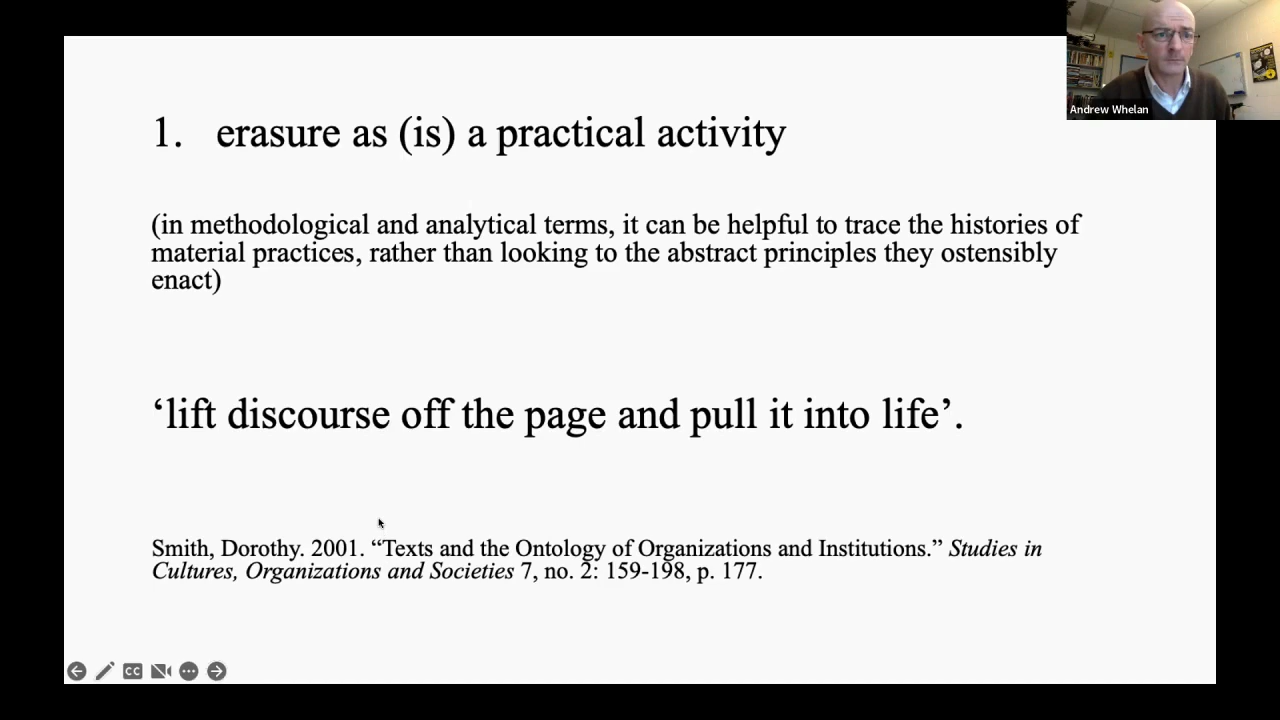 Andrew Whelan
1. erasure as (is) a practical activity
(in methodological and analytical terms, it can be helpful to trace the histories of
material practices, rather than looking to the abstract principles they ostensibly
enact)
‘lift discourse off the page and pull it into life’.
Smith, Dorothy. 2001. “Texts and the Ontology of Organizations and Institutions.” Studies in
Cultures, Organizations and Societies 7, no. 2: 159-198, p. 177.
CC